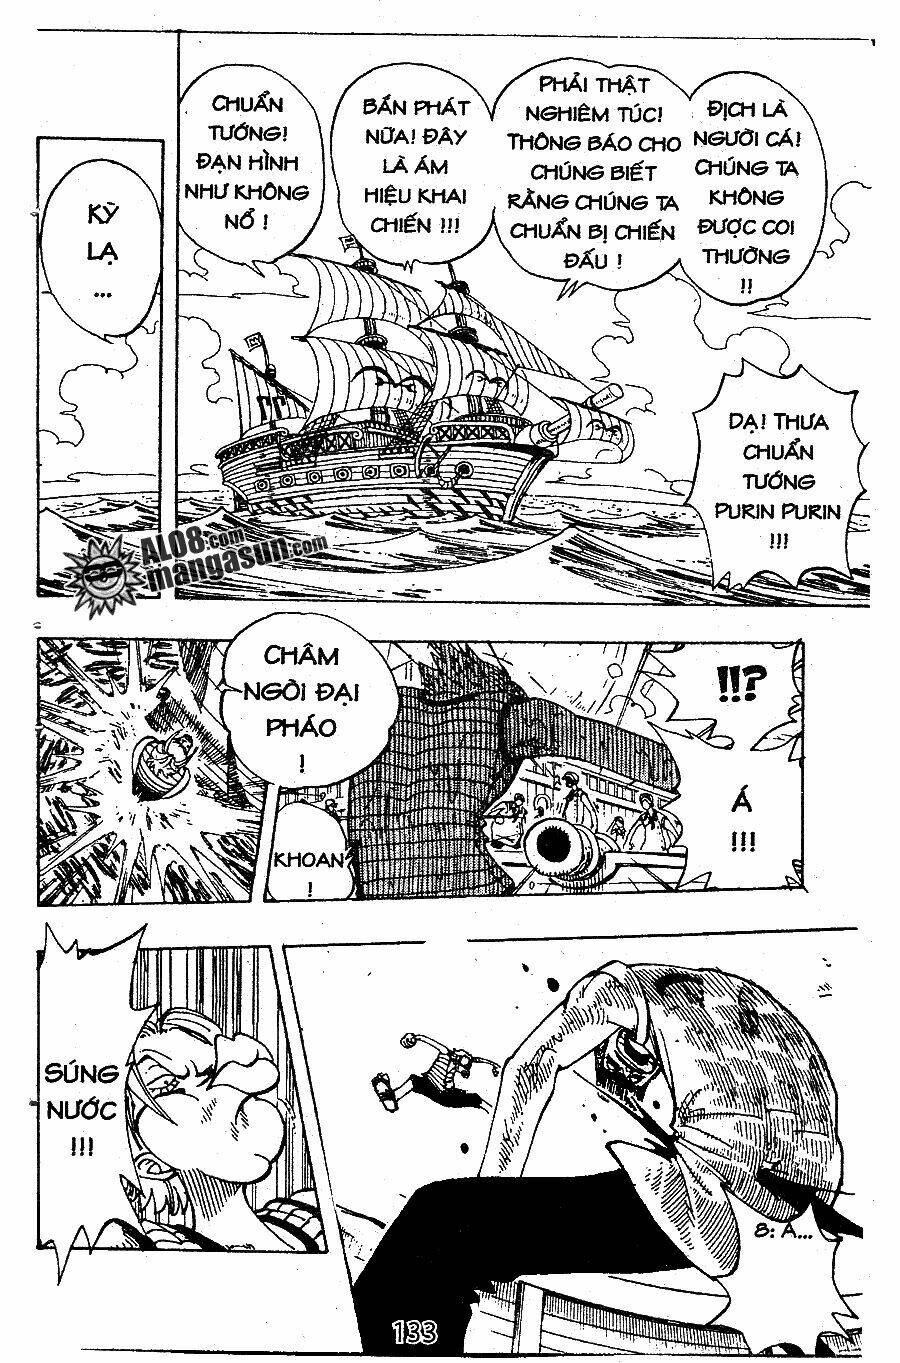 ĐỊCH LÀ
NGƯỜI CÁ!
CHÚNG TA
KHÔNG
ĐƯỢC COI
THƯỜNG
!!
PHẢI THẬT
NGHIÊM TÚC!
THÔNG BÁO CHO
CHÚNG BIẾT
RẰNG CHÚNG TA
CHUẨN BỊ CHIẾN
ĐẤU !
DẠ! THƯA
CHUẨN
TƯỚNG
PURIN PURIN
!!!
BẮN PHÁT
NỮA! ĐÂY
LÀ ÁM
HIỆU KHAI
CHIẾN !!!
CHUẨN
TƯỚNG!
ĐẠN HÌNH
NHƯ KHÔNG
NỔ !
KỲ
LẠ
...
AL08.com
mangasun.com
!!?
Á
!!!
CHÂM
NGÒI ĐẠI
PHÁO
!
KHOAN
!
8: A...
SÚNG
NƯỚC
!!!
133